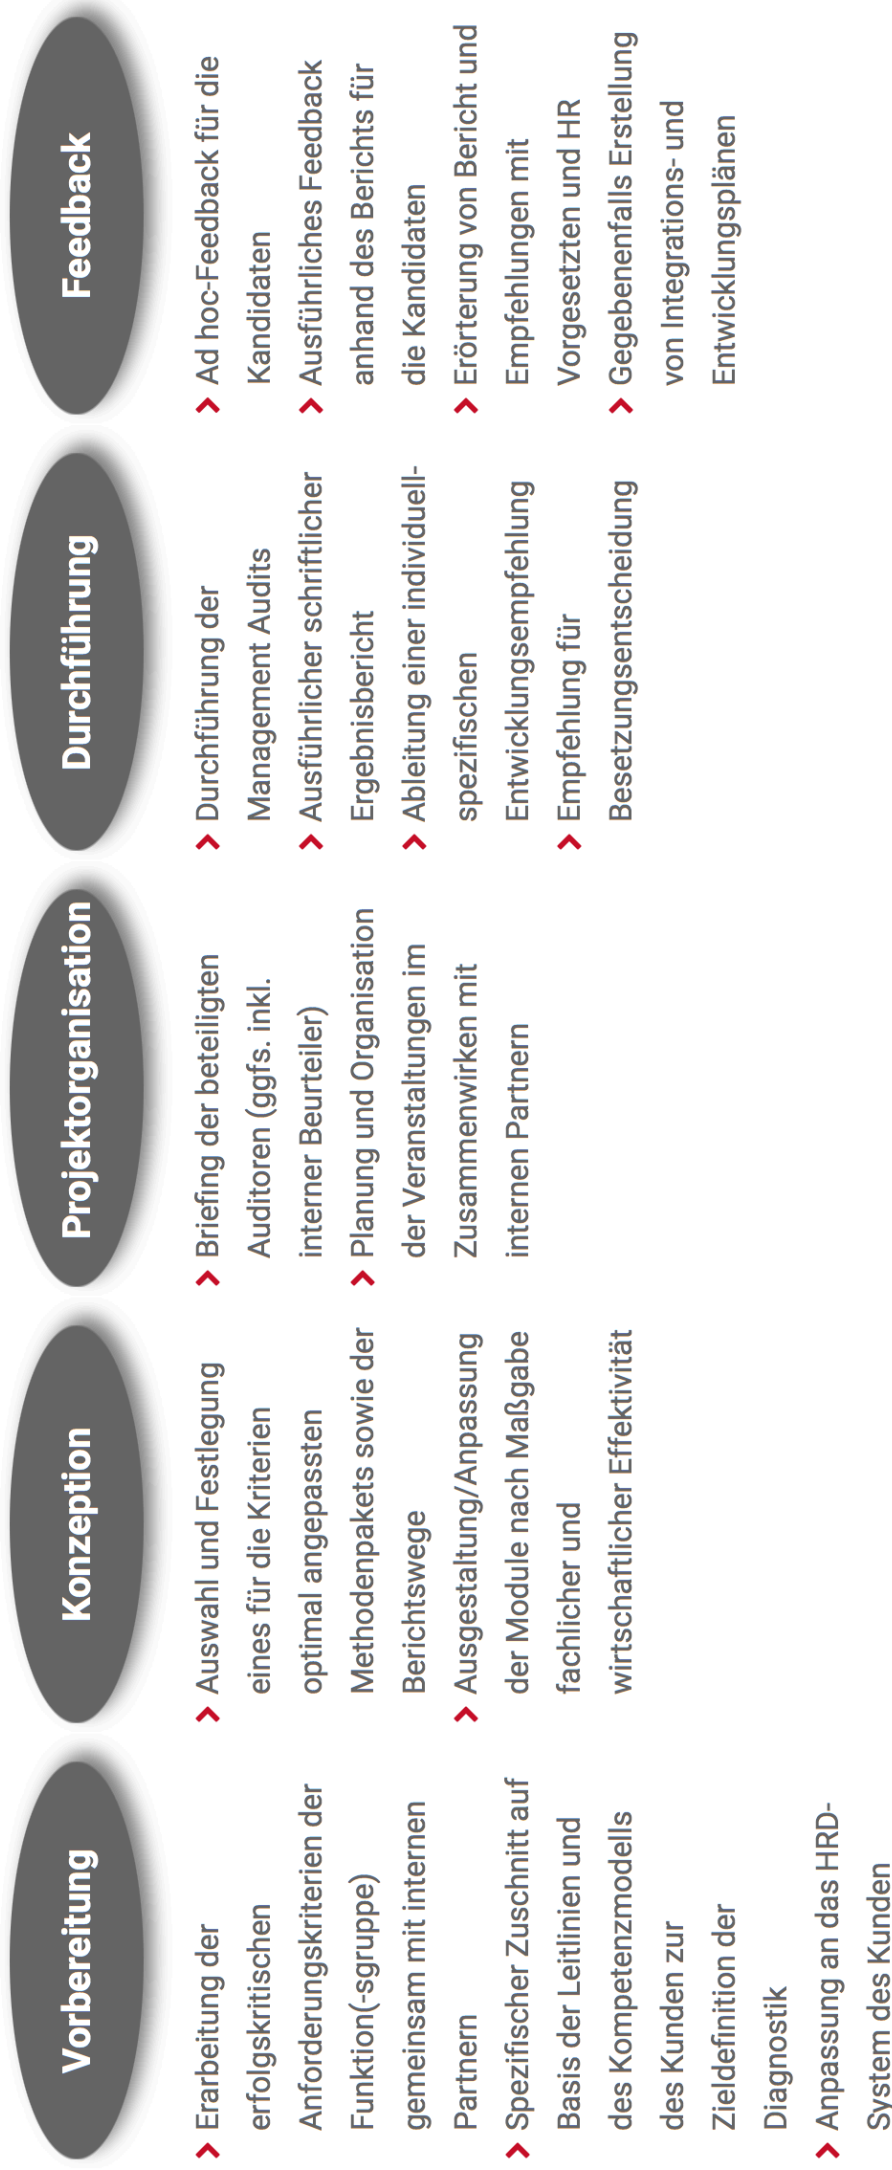 Vorbereitung
Erarbeitung der
erfolgskritischen
Anforderungskriterien der
Funktion(-sgruppe)
gemeinsam mit internen
Partnern
Spezifischer Zuschnitt auf
Basis der Leitlinien und
des Kompetenzmodells
des Kunden zur
Zieldefinition der
Diagnostik
Anpassung an das HRD-
System des Kunden
Konzeption
Auswahl und Festlegung
eines für die Kriterien
optimal angepassten
Methodenpakets sowie der
Berichtswege
Ausgestaltung/Anpassung
der Module nach Maßgabe
fachlicher und
wirtschaftlicher Effektivität
Projektorganisation
Briefing der beteiligten
Auditoren (ggfs. inkl.
interner Beurteiler)
Planung und Organisation
der Veranstaltungen im
Zusammenwirken mit
internen Partnern
Durchführung
Durchführung der
Management Audits
Ausführlicher schriftlicher
Ergebnisbericht
Ableitung einer individuell-
spezifischen
Entwicklungsempfehlung
Empfehlung für
Besetzungsentscheidung
Feedback
Ad hoc-Feedback für die
Kandidaten
Ausführliches Feedback
anhand des Berichts für
die Kandidaten
Erörterung von Bericht und
Empfehlungen mit
Vorgesetzten und HR
Gegebenenfalls Erstellung
von Integrations- und
Entwicklungsplänen